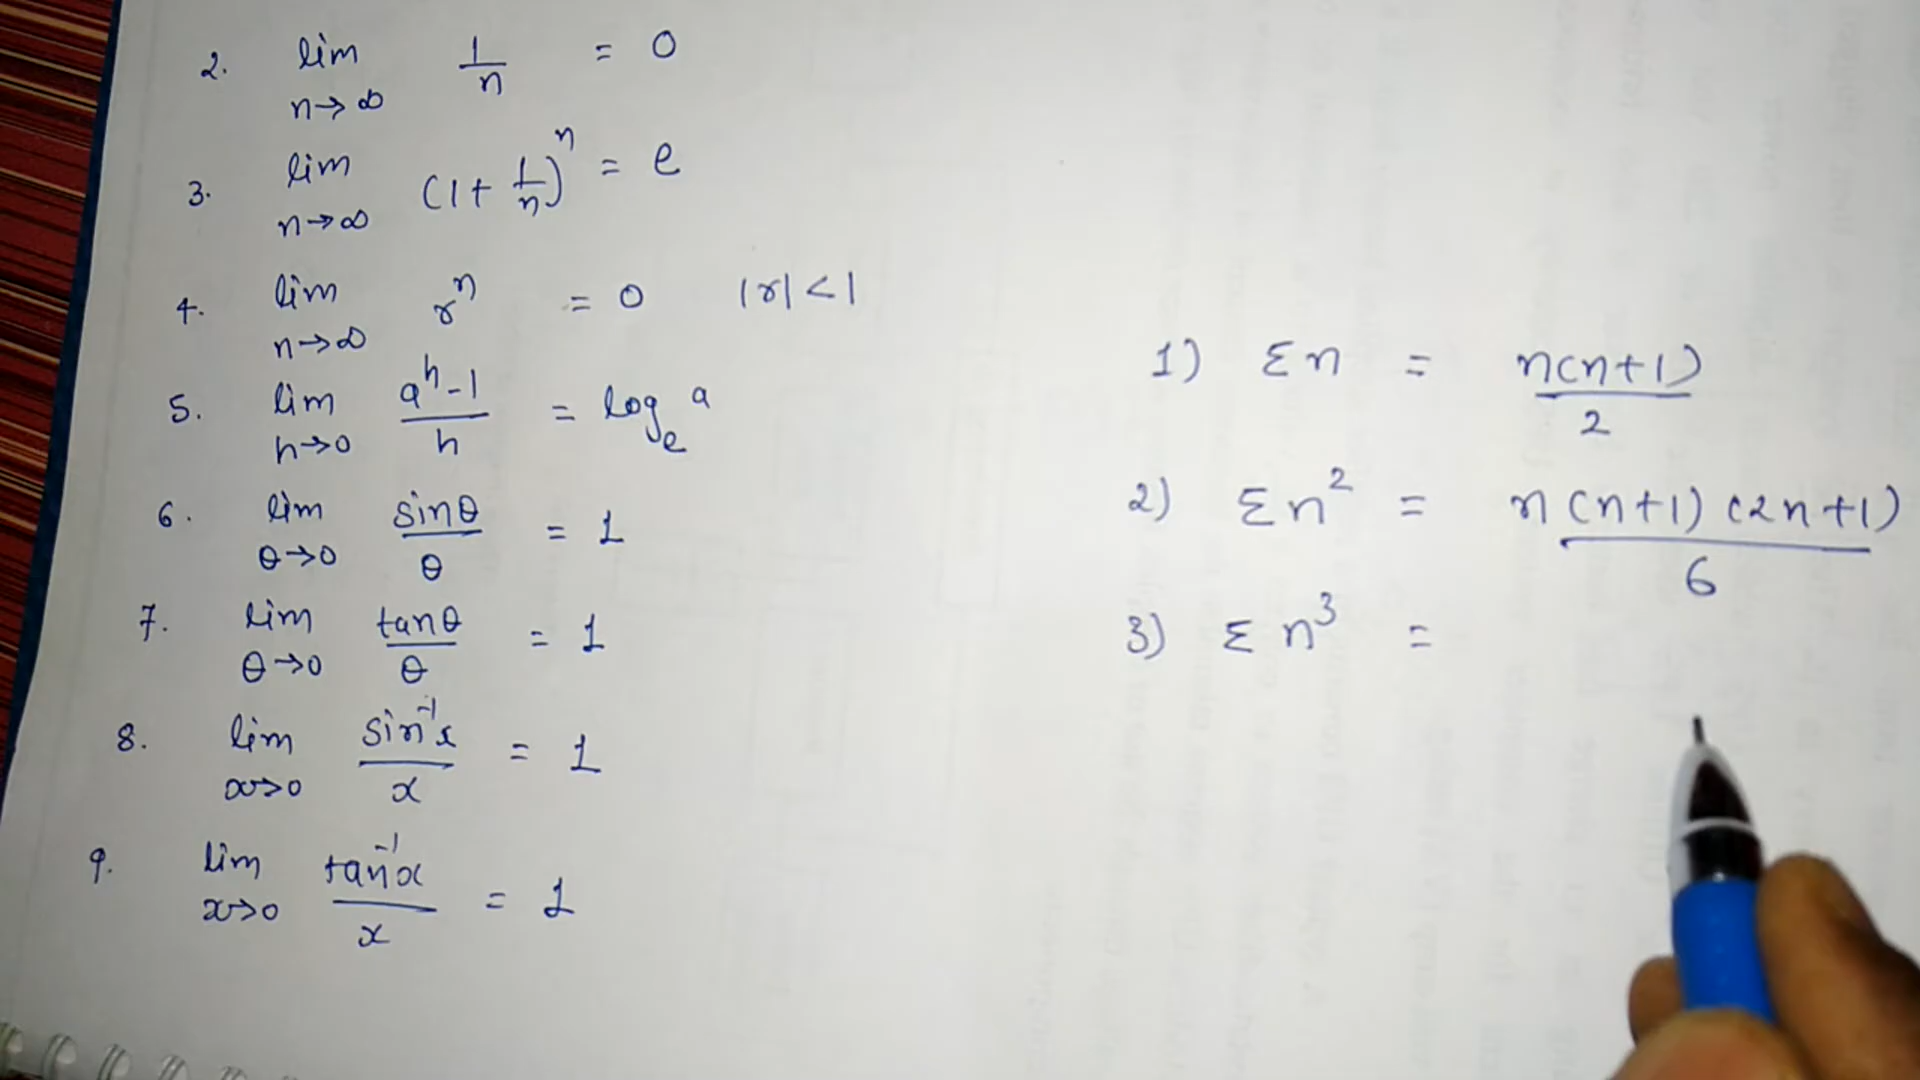 2. lim n→∞ 1/n = 0
3. lim n→∞ (1 + 1/n)^n = e
4. lim n→∞ r^n = 0 |r| < 1
5. lim h→0 (a^h - 1)/h = log_e a
6. lim θ→0 sinθ/θ = 1
7. lim θ→0 tanθ/θ = 1
8. lim x→0 sin⁻¹x/x = 1
9. lim x→0 tan⁻¹x/x = 1
1) Σn = n(n+1)/2
2) Σn² = n(n+1)(2n+1)/6
3) Σn³ =